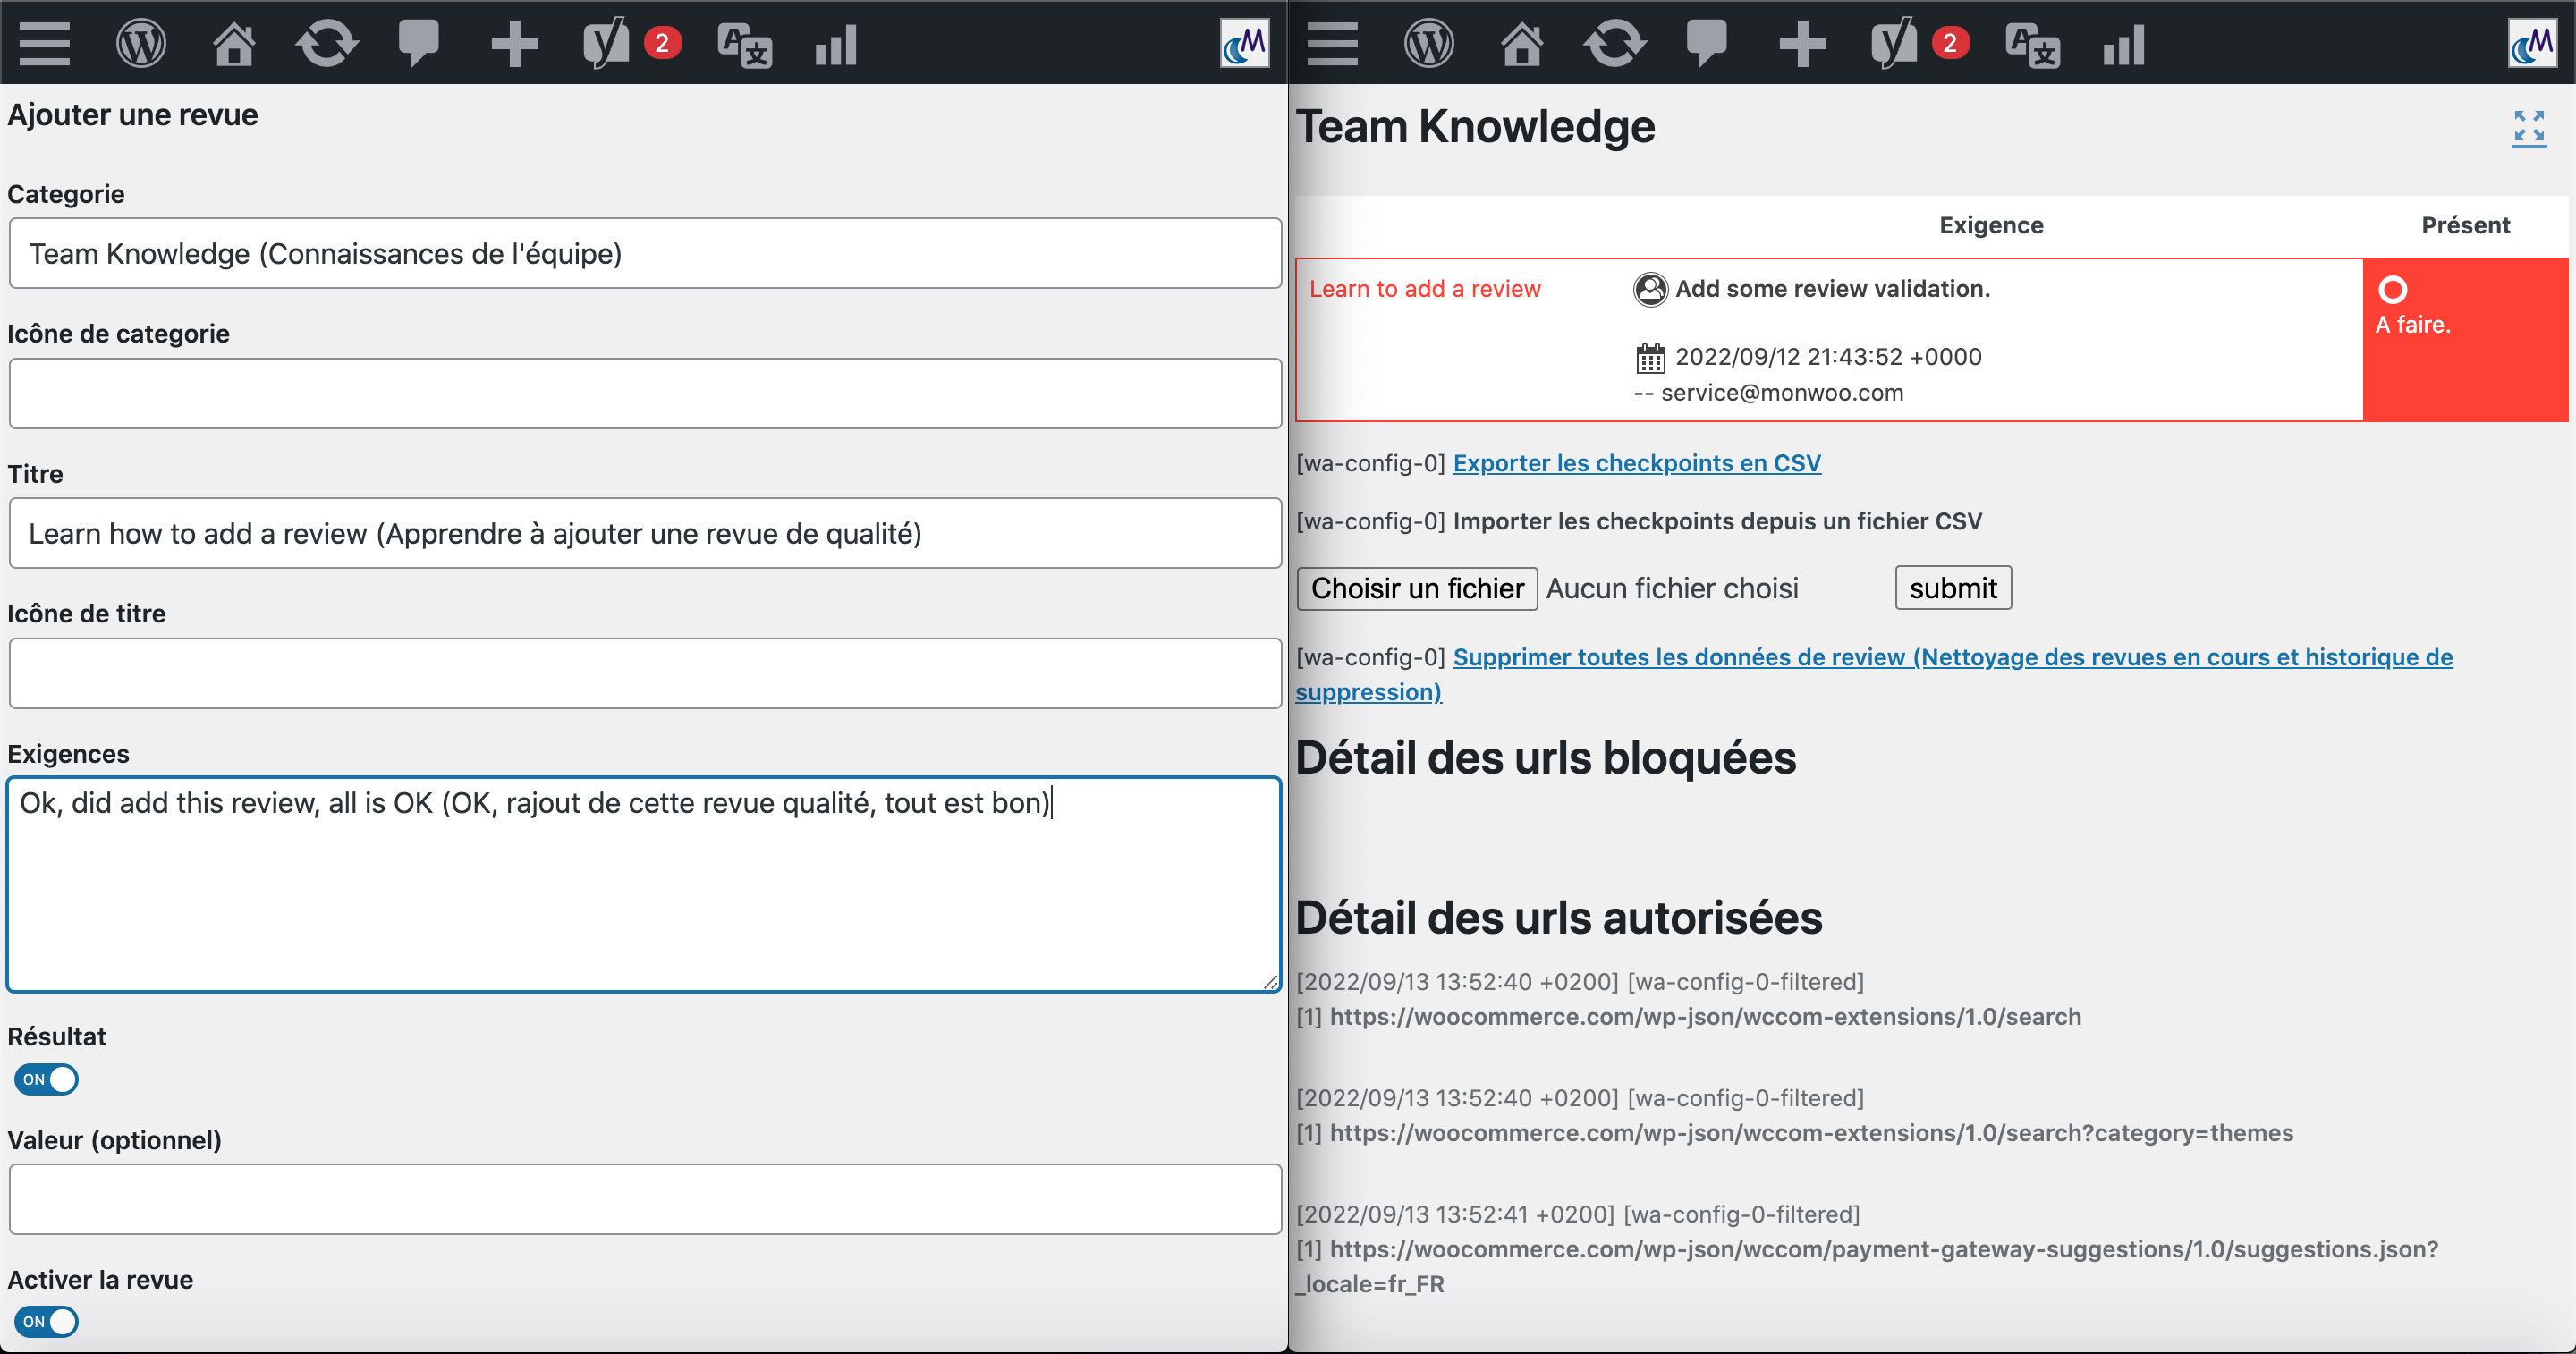 2
Ajouter une revue
Categorie
Team Knowledge (Connaissances de l'équipe)
Icône de categorie
Titre
Learn how to add a review (Apprendre à ajouter une revue de qualité)
Icône de titre
Exigences
Ok, did add this review, all is OK (OK, rajout de cette revue qualité, tout est bon)
Résultat
ON
Valeur (optionnel)
Activer la revue
ON
2
Team Knowledge
Exigence Présent
Learn to add a review Add some review validation.
A faire.
2022/09/12 21:43:52 +0000
-- service@monwoo.com
[wa-config-0] Exporter les checkpoints en CSV
[wa-config-0] Importer les checkpoints depuis un fichier CSV
Choisir un fichier Aucun fichier choisi submit
[wa-config-0] Supprimer toutes les données de review (Nettoyage des revues en cours et historique de
suppression)
Détail des urls bloquées
Détail des urls autorisées
[2022/09/13 13:52:40 +0200] [wa-config-0-filtered]
[1] https://woocommerce.com/wp-json/wccom-extensions/1.0/search
[2022/09/13 13:52:40 +0200] [wa-config-0-filtered]
[1] https://woocommerce.com/wp-json/wccom-extensions/1.0/search?category=themes
[2022/09/13 13:52:41 +0200] [wa-config-0-filtered]
[1] https://woocommerce.com/wp-json/wccom/payment-gateway-suggestions/1.0/suggestions.json?
_locale=fr_FR